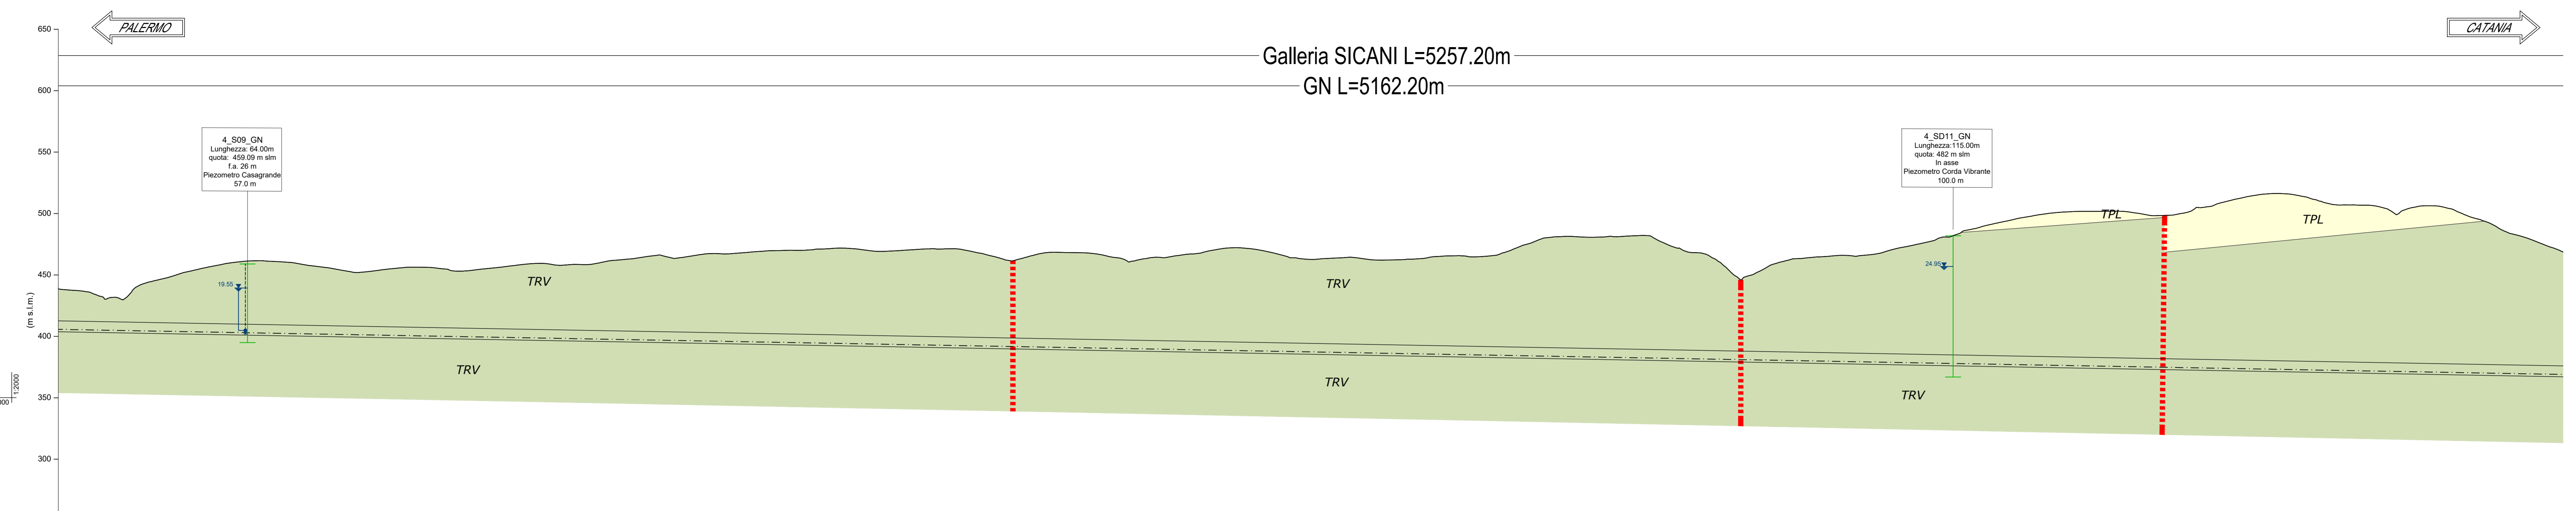 PALERMO
CATANIA
Galleria SICANI L=5257.20m
GN L=5162.20m
650
600
550
500
450
400
350
300
(m s.l.m.)
1:2000
4_S09_GN
Lunghezza: 64.00m
quota: 459.09 m slm
f.a. 26 m
Piezometro Casagrande
57.0 m
4_SD11_GN
Lunghezza:115.00m
quota: 482 m slm
In asse
Piezometro Corda Vibrante
100.0 m
19.55
24.95
TRV
TRV
TPL
TPL
TRV
TRV
TRV